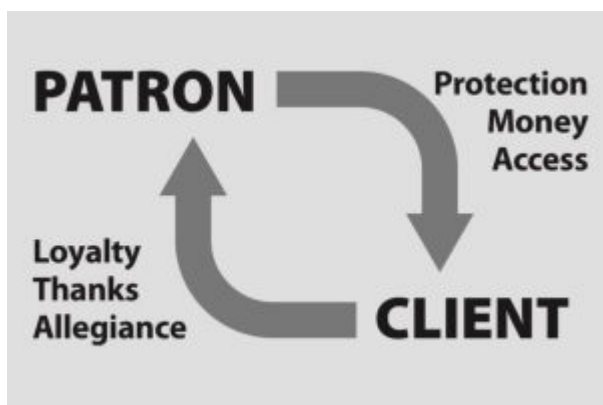 PATRON
Protection
Money
Access
Loyalty
Thanks
Allegiance
CLIENT